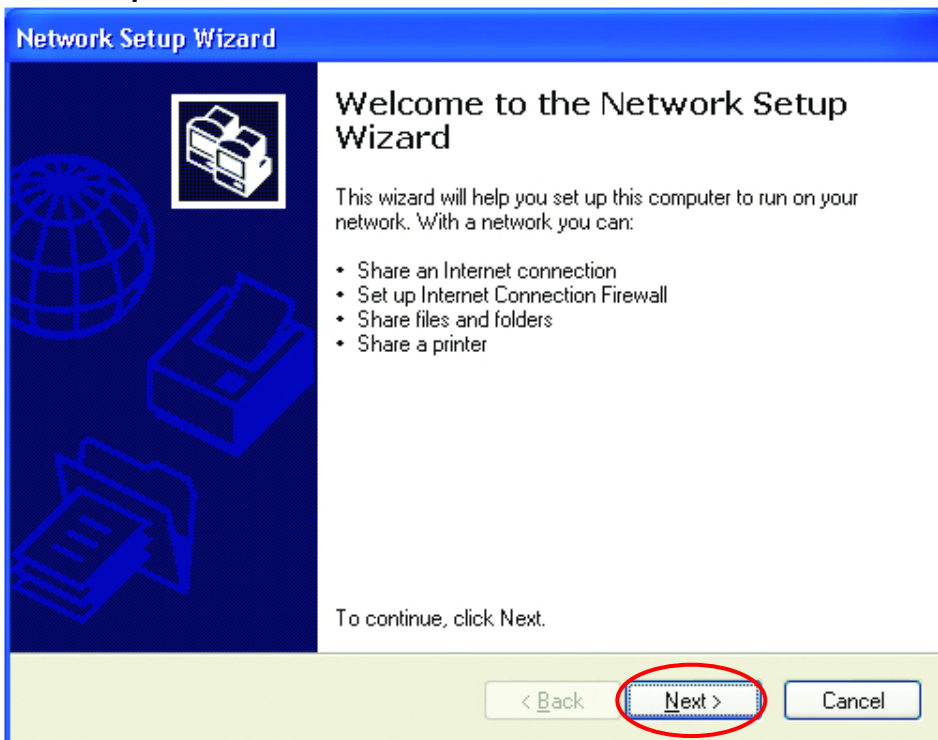 Network Setup Wizard
Welcome to the Network Setup
Wizard
This wizard will help you set up this computer to run on your
network. With a network you can:
• Share an Internet connection
• Set up Internet Connection Firewall
• Share files and folders
• Share a printer
To continue, click Next.
< Back Next > Cancel